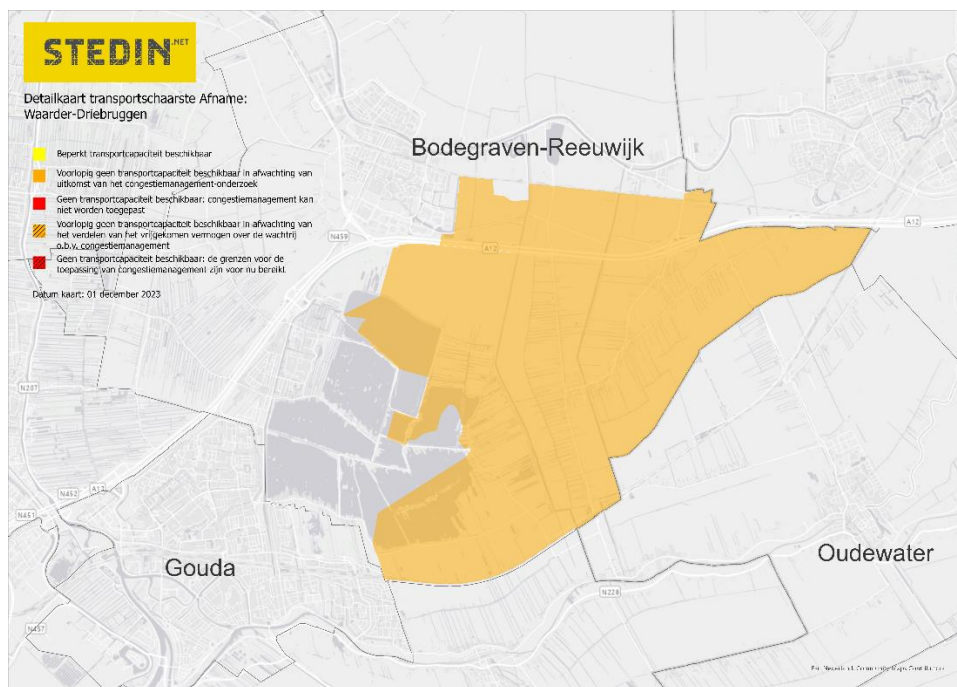 STEDIN.NET
Detailkaart transportschaarste Afname:
Waarder-Driebruggen
Beperkt transportcapaciteit beschikbaar
Voorlopig geen transportcapaciteit beschikbaar in afwachting van
uitkomst van het congestiemanagement-onderzoek
Geen transportcapaciteit beschikbaar: congestiemanagement kan
niet worden toegepast
Voorlopig geen transportcapaciteit beschikbaar in afwachting van
het verdelen van het vrijgekomen vermogen over de wachtrij
o.b.v. congestiemanagement
Geen transportcapaciteit beschikbaar: de grenzen voor de
toepassing van congestiemanagement zijn voor nu bereikt.
Datum kaart: 01 december 2023
Bodegraven-Reeuwijk
A12
N459
A12
N207
N452
A12
N451
Gouda
Oudewater
N228
N457
Esri Nederland, Community Maps